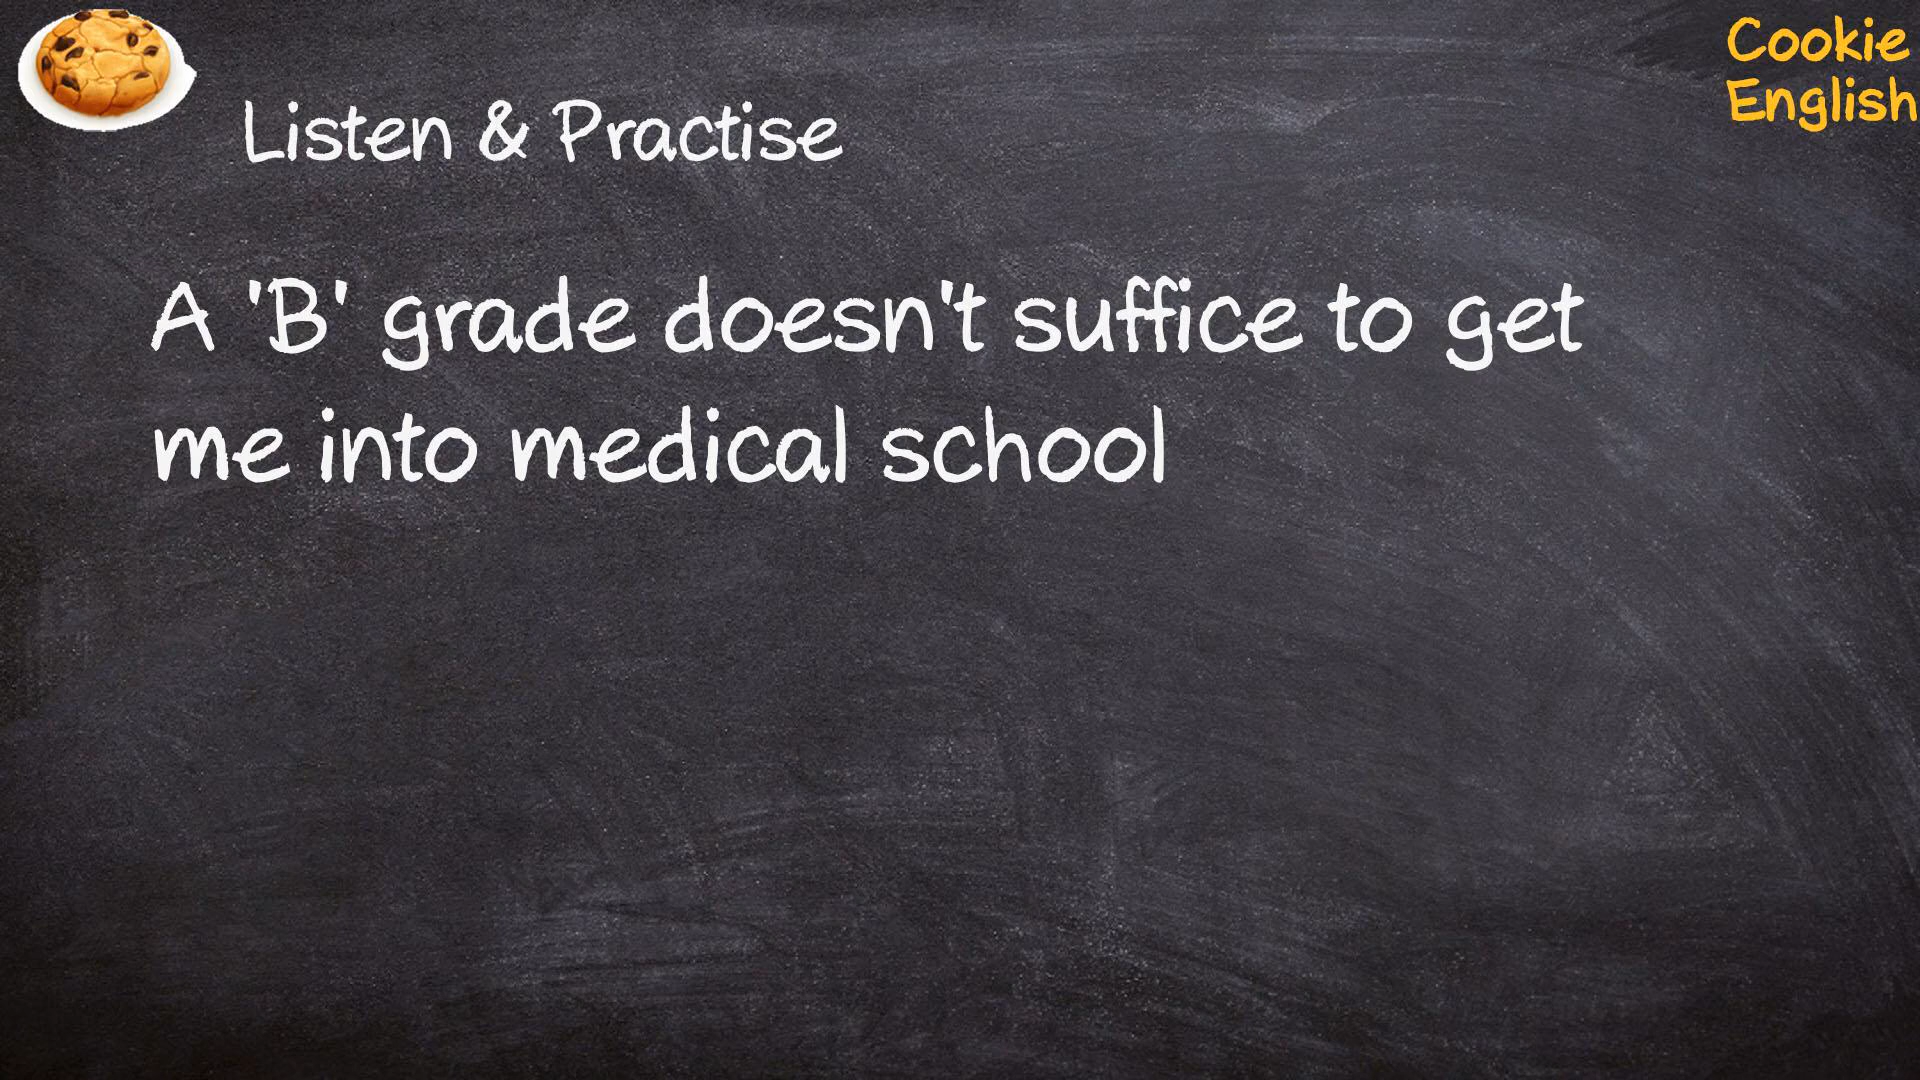 Cookie
English
Listen & Practise
A 'B' grade doesn't suffice to get
me into medical school